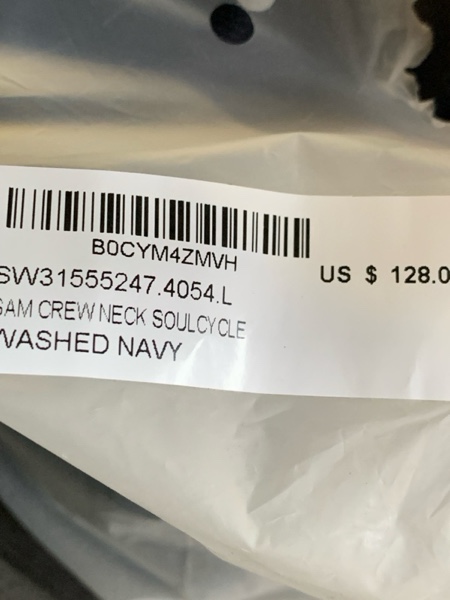 B0CYM4ZMVH
SW31555247.4054.L
US $ 128.0
SAM CREW NECK SOULCYCLE
WASHED NAVY